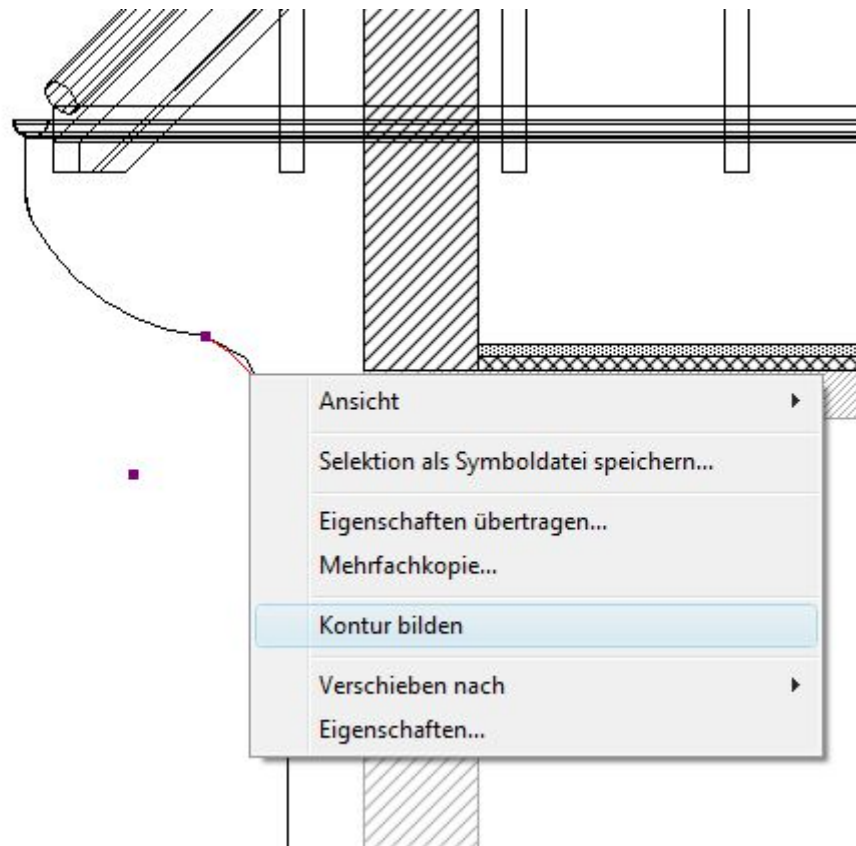 Ansicht
Selektion als Symboldatei speichern...
Eigenschaften übertragen...
Mehrfachkopie...
Kontur bilden
Verschieben nach
Eigenschaften...